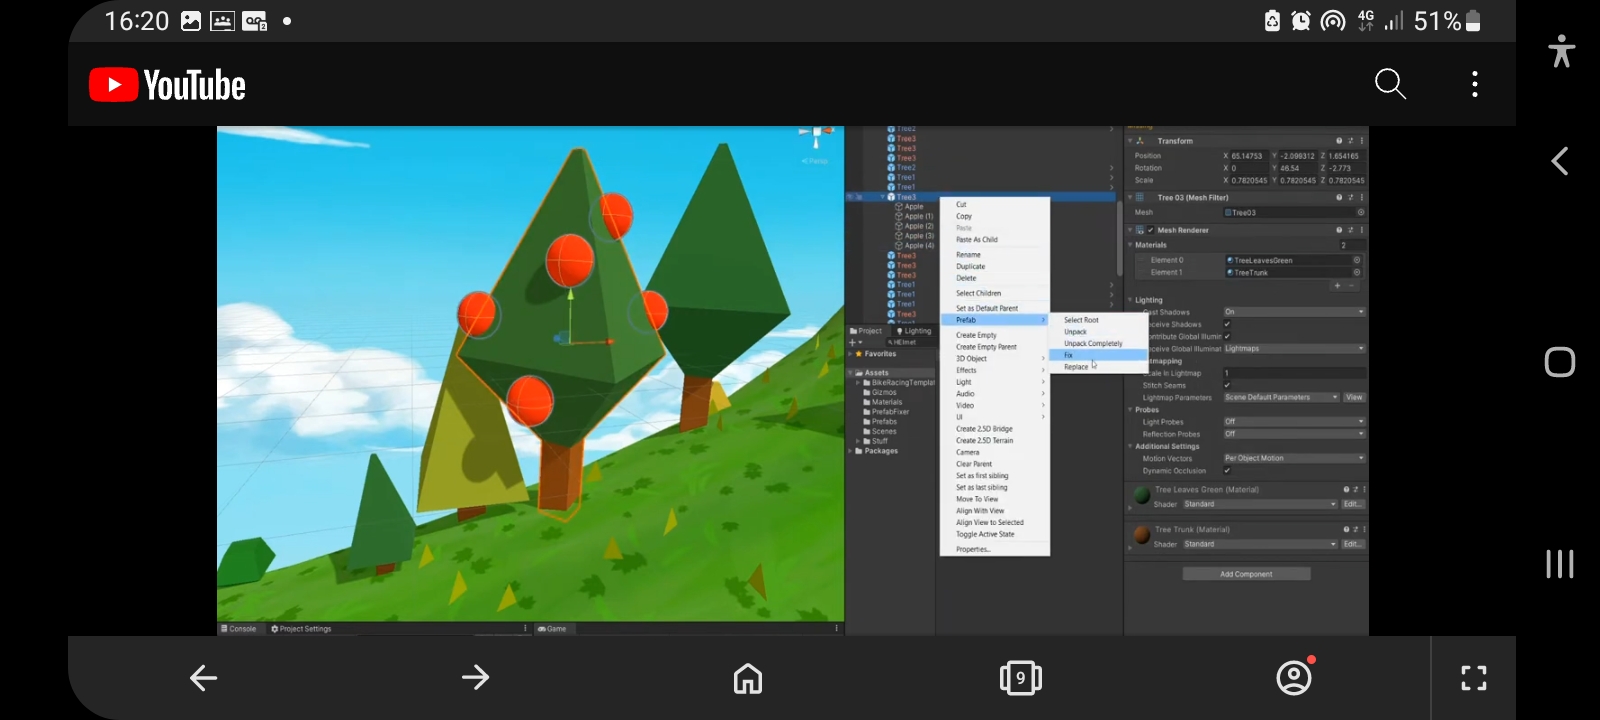 16:20
4G
51%
YouTube
Persp
Tree2
Tree3
Tree3
Tree3
Tree2
Tree1
Tree1
Tree3
Apple
Apple (1)
Apple (2)
Apple (3)
Apple (4)
Tree3
Tree3
Tree3
Tree1
Tree1
Tree1
Tree3
Cut
Copy
Paste
Paste As Child
Rename
Duplicate
Delete
Select Children
Set as Default Parent
Prefab
Create Empty
Create Empty Parent
3D Object
Effects
Light
Audio
Video
UI
Create 2,5D Bridge
Create 2,5D Terrain
Camera
Clear Parent
Set as first sibling
Set as last sibling
Move To View
Align With View
Align View to Selected
Toggle Active State
Properties...
Select Root
Unpack
Unpack Completely
Fix
Replace
Project
Lighting
HElmet
Favorites
Assets
BikeRacingTemplat
Gizmos
Materials
PrefabFixer
Prefabs
Scenes
Stuff
Packages
Transform
Position X 65.14753 Y -2.099312 Z 1.654165
Rotation X 0 Y 46.54 Z -2.773
Scale X 0.7820545 Y 0.7820545 Z 0.7820545
Tree 03 (Mesh Filter)
Mesh Tree03
Mesh Renderer
Materials 2
Element 0 TreeLeavesGreen
Element 1 TreeTrunk
Lighting
Cast Shadows On
eceive Shadows
ontribute Global Illumin
eceive Global Illuminat Lightmaps
htmapping
Scale In Lightmap 1
Stitch Seams
Lightmap Parameters Scene Default Parameters View
Probes
Light Probes Off
Reflection Probes Off
Additional Settings
Motion Vectors Per Object Motion
Dynamic Occlusion
Tree Leaves Green (Material)
Shader Standard Edit...
Tree Trunk (Material)
Shader Standard Edit...
Add Component
Console
Project Settings
Game
9